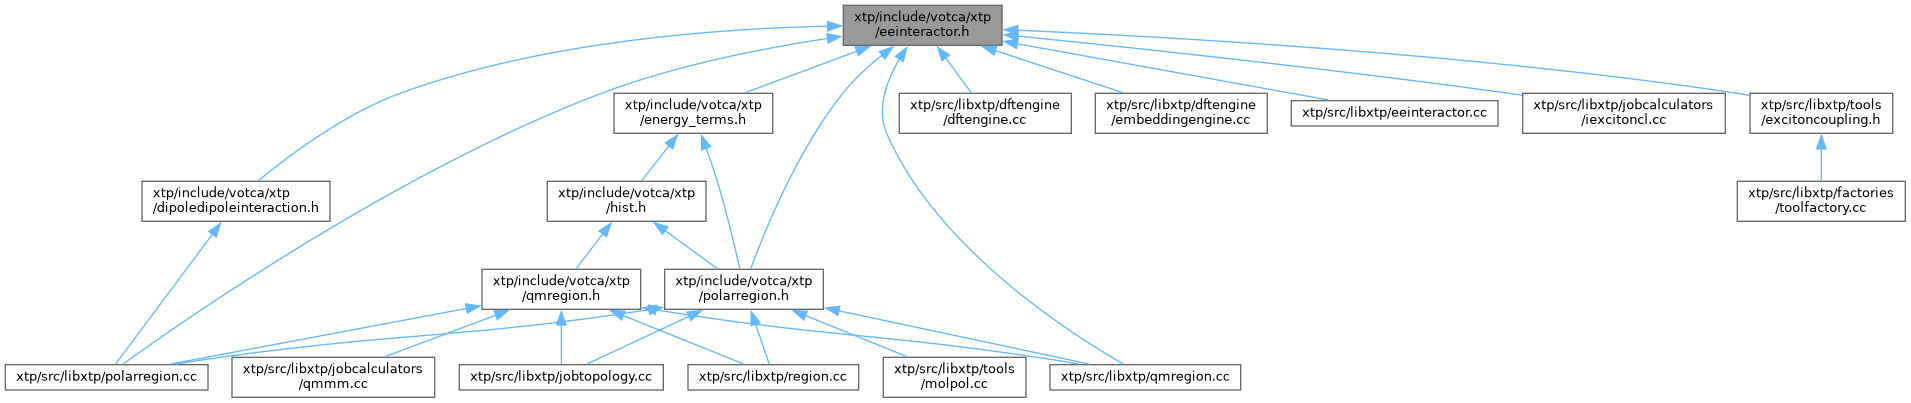 xtp/include/votca/xtp
/eeinteractor.h
xtp/include/votca/xtp
/energy_terms.h
xtp/src/libxtp/dftengine
/dftengine.cc
xtp/src/libxtp/dftengine
/embeddingengine.cc
xtp/src/libxtp/eeinteractor.cc
xtp/src/libxtp/jobcalculators
/iexcitoncl.cc
xtp/src/libxtp/tools
/excitoncoupling.h
xtp/include/votca/xtp
/dipoledipoleinteraction.h
xtp/include/votca/xtp
/hist.h
xtp/src/libxtp/factories
/toolfactory.cc
xtp/include/votca/xtp
/qmregion.h
xtp/include/votca/xtp
/polarregion.h
xtp/src/libxtp/polarregion.cc
xtp/src/libxtp/jobcalculators
/qmmm.cc
xtp/src/libxtp/jobtopology.cc
xtp/src/libxtp/region.cc
xtp/src/libxtp/tools
/molpol.cc
xtp/src/libxtp/qmregion.cc